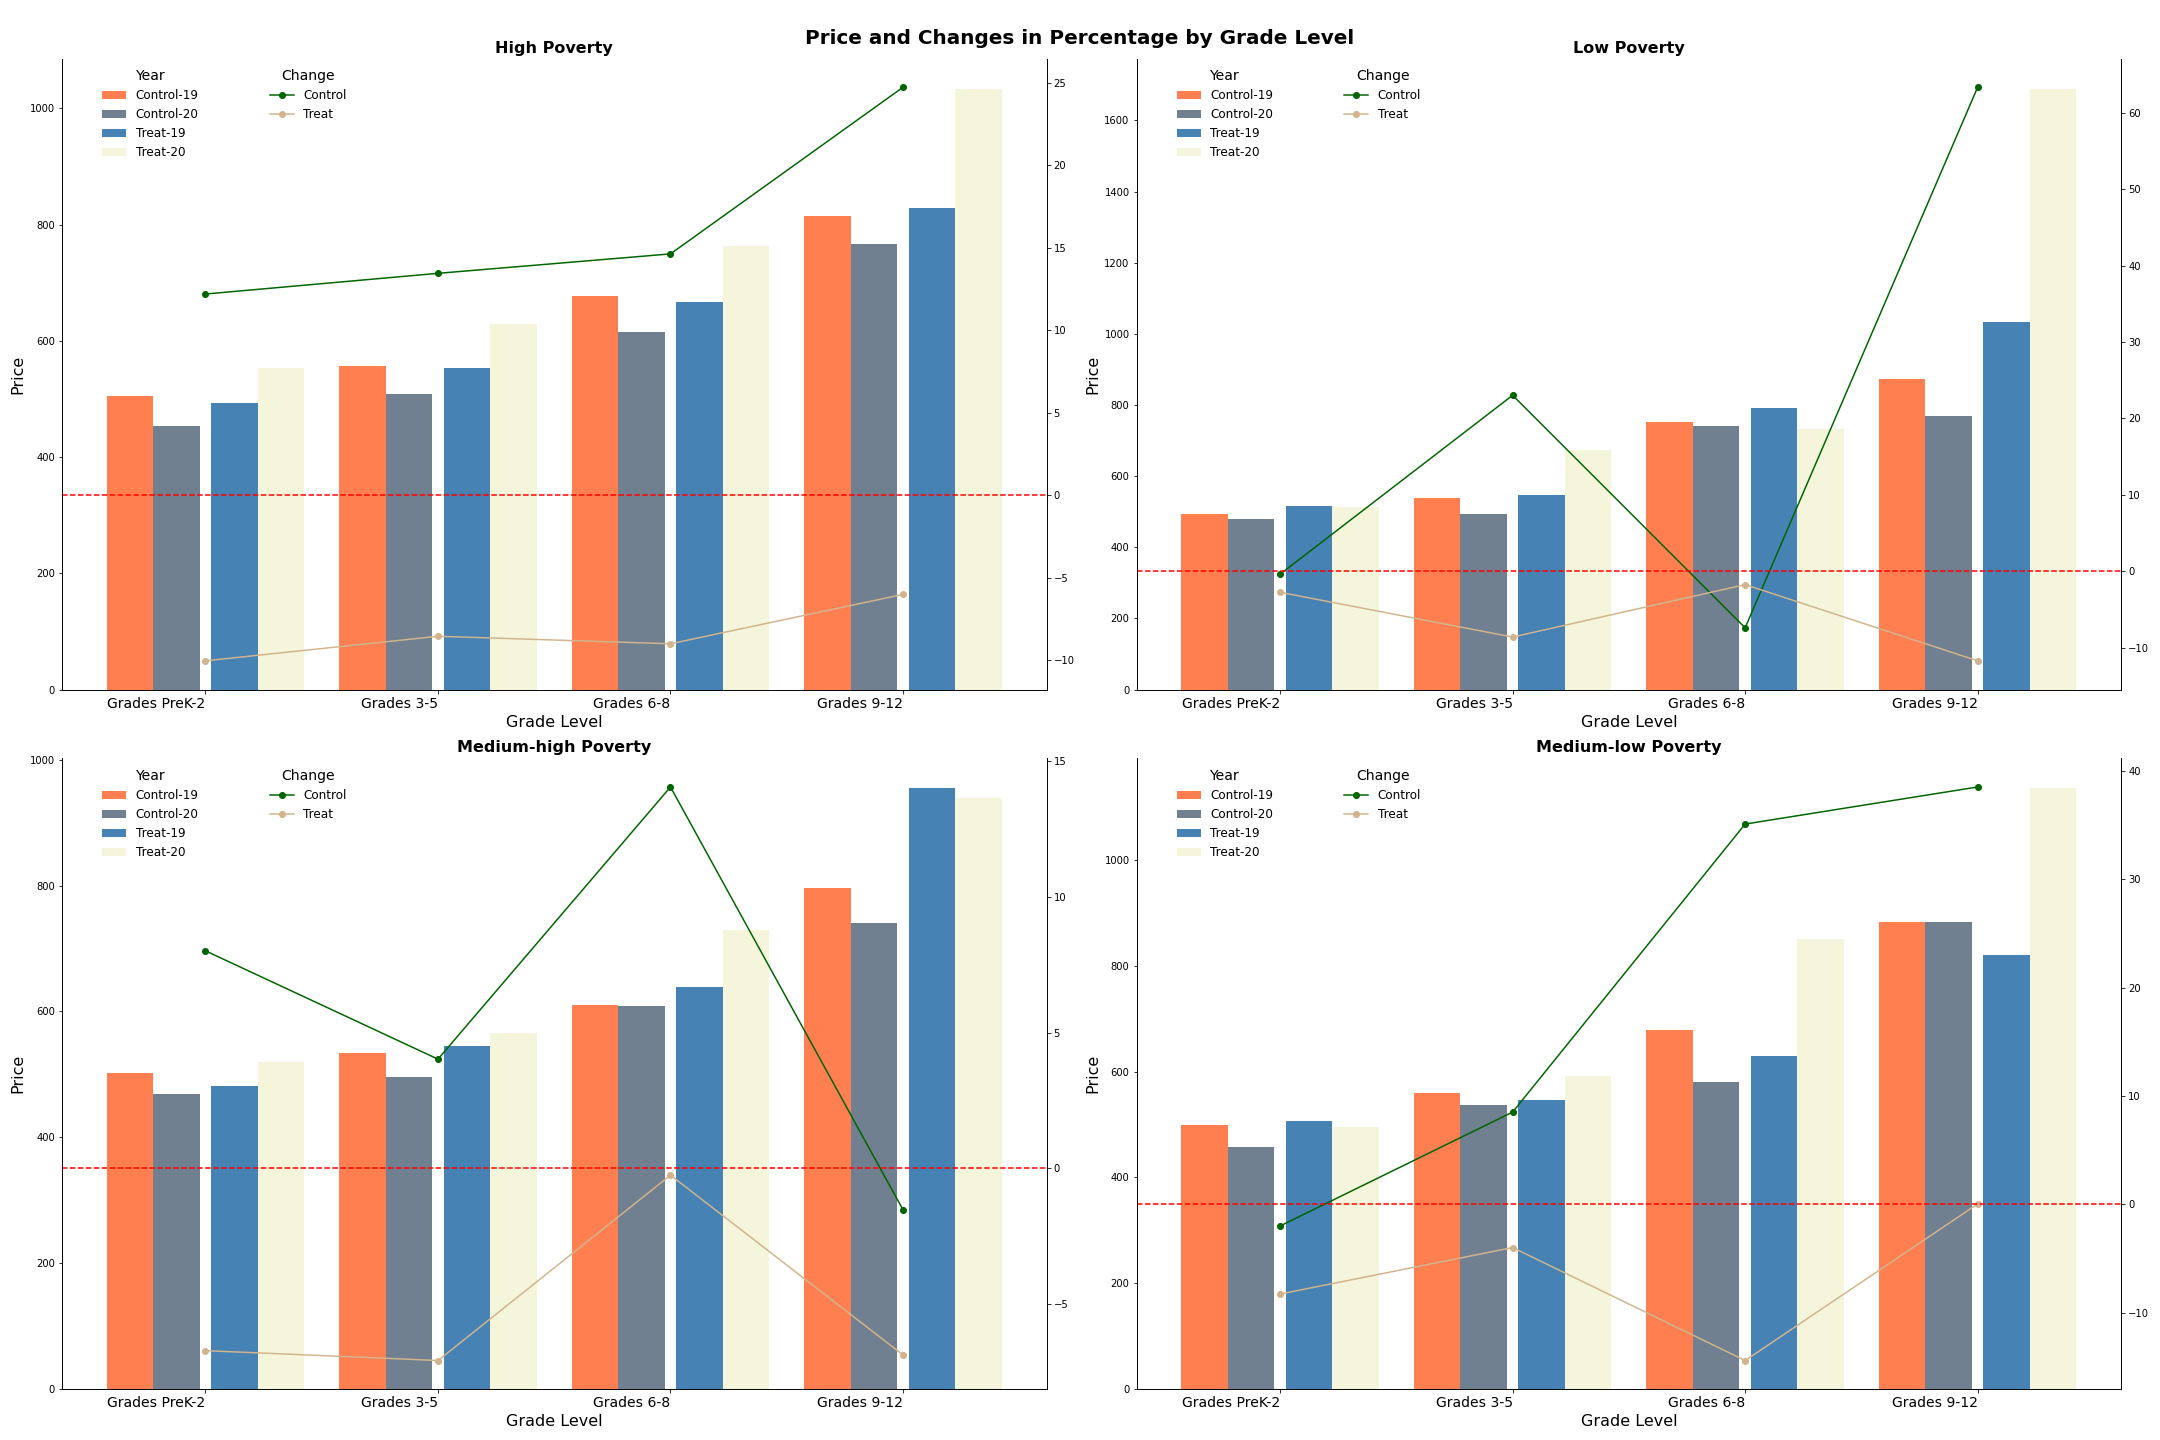 Price and Changes in Percentage by Grade Level
High Poverty
Year
Control-19
Control-20
Treat-19
Treat-20
Change
Control
Treat
1000
800
600
400
200
0
Price
25
20
15
10
5
0
−5
−10
Grades PreK-2
Grades 3-5
Grades 6-8
Grades 9-12
Grade Level
Low Poverty
Year
Control-19
Control-20
Treat-19
Treat-20
Change
Control
Treat
1600
1400
1200
1000
800
600
400
200
0
Price
60
50
40
30
20
10
0
−10
Grades PreK-2
Grades 3-5
Grades 6-8
Grades 9-12
Grade Level
Medium-high Poverty
Year
Control-19
Control-20
Treat-19
Treat-20
Change
Control
Treat
1000
800
600
400
200
0
Price
15
10
5
0
−5
Grades PreK-2
Grades 3-5
Grades 6-8
Grades 9-12
Grade Level
Medium-low Poverty
Year
Control-19
Control-20
Treat-19
Treat-20
Change
Control
Treat
1000
800
600
400
200
0
Price
40
30
20
10
0
−10
Grades PreK-2
Grades 3-5
Grades 6-8
Grades 9-12
Grade Level